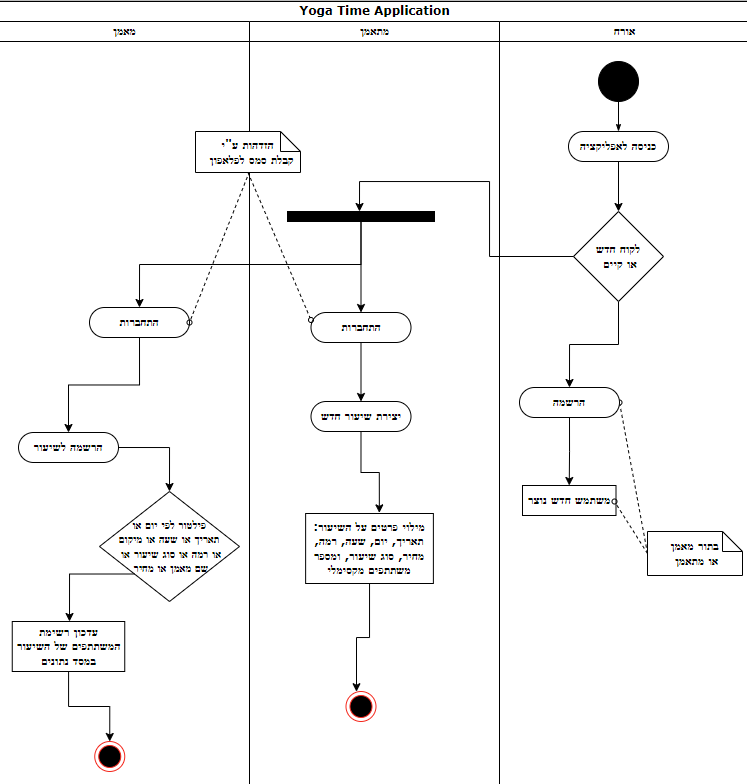 Yoga Time Application
אורח
מתאמן
מאמן
כניסה לאפליקציה
הזדהות ע"י
קבלת סמס לפלאפון
לקוח חדש
או קיים
התחברות
התחברות
הרשמה
יצירת שיעור חדש
הרשמה לשיעור
משתמש חדש נוצר
מילוי פרטים על השיעור:
תאריך, יום, שעה, רמה,
מחיר, סוג שיעור, ומספר
משתתפים מקסימלי
פילטור לפי יום או
תאריך או שעה או מיקום
או רמה או סוג שיעור או
שם מאמן או מחיר
בתור מאמן
או מתאמן
עדכון רשימת
המשתתפים של השיעור
במסד נתונים